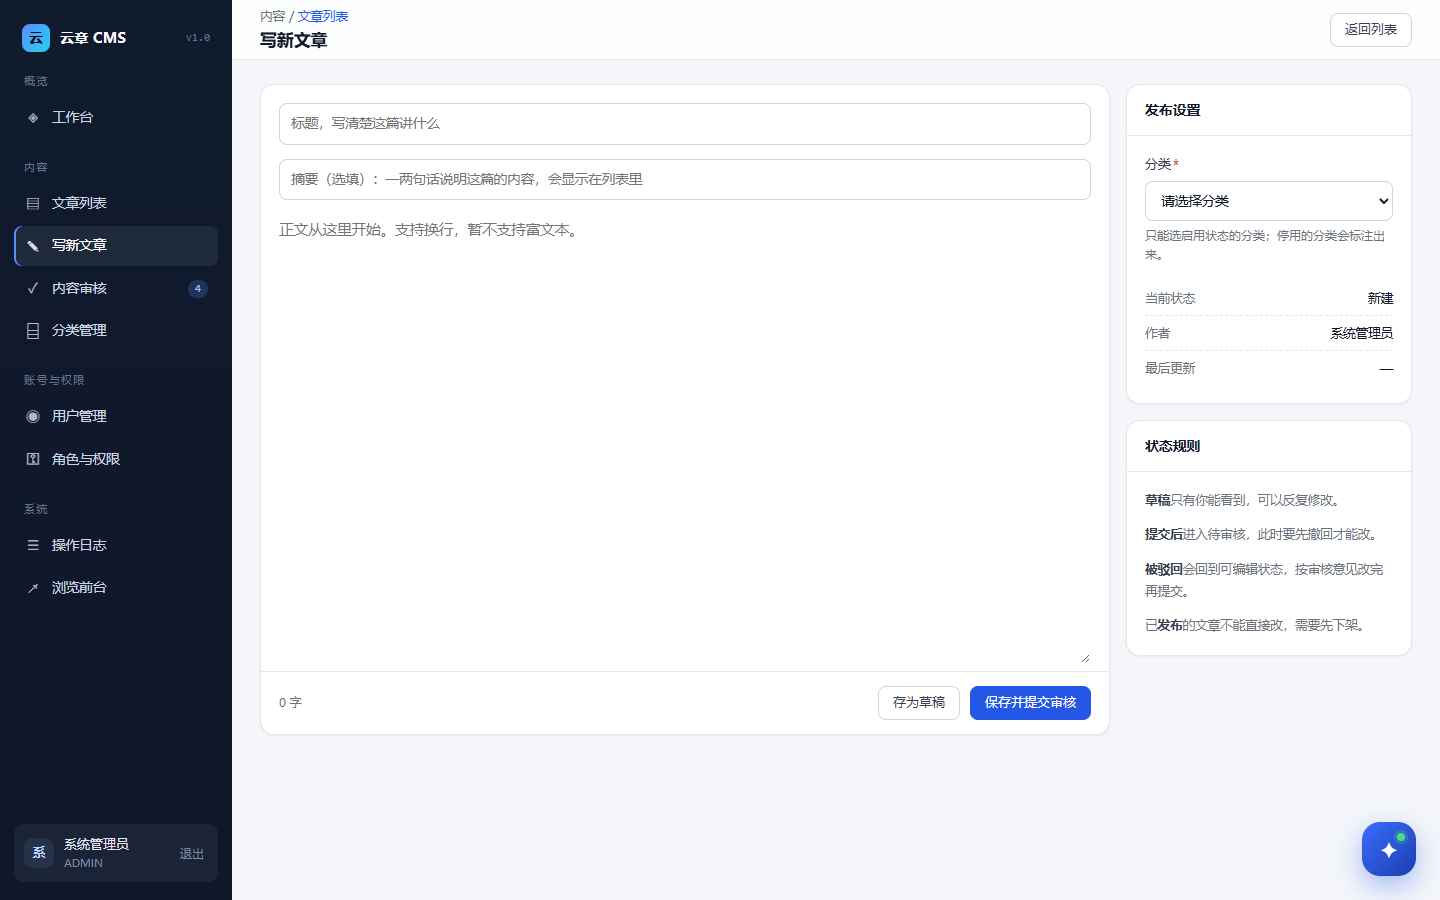 云 云章 CMS v1.0
概览
工作台
内容
文章列表
写新文章
内容审核 4
分类管理
账号与权限
用户管理
角色与权限
系统
操作日志
浏览前台
系 系统管理员
ADMIN
退出
内容 / 文章列表
写新文章
返回列表
标题，写清楚这篇讲什么
摘要（选填）：一两句话说明这篇的内容，会显示在列表里
正文从这里开始。支持换行，暂不支持富文本。
0 字
存为草稿
保存并提交审核
发布设置
分类*
请选择分类
只能选启用状态的分类；停用的分类会标注出
来。
当前状态 新建
作者 系统管理员
最后更新 —
状态规则
草稿只有你能看到，可以反复修改。
提交后进入待审核，此时要先撤回才能改。
被驳回会回到可编辑状态，按审核意见改完
再提交。
已发布的文章不能直接改，需要先下架。